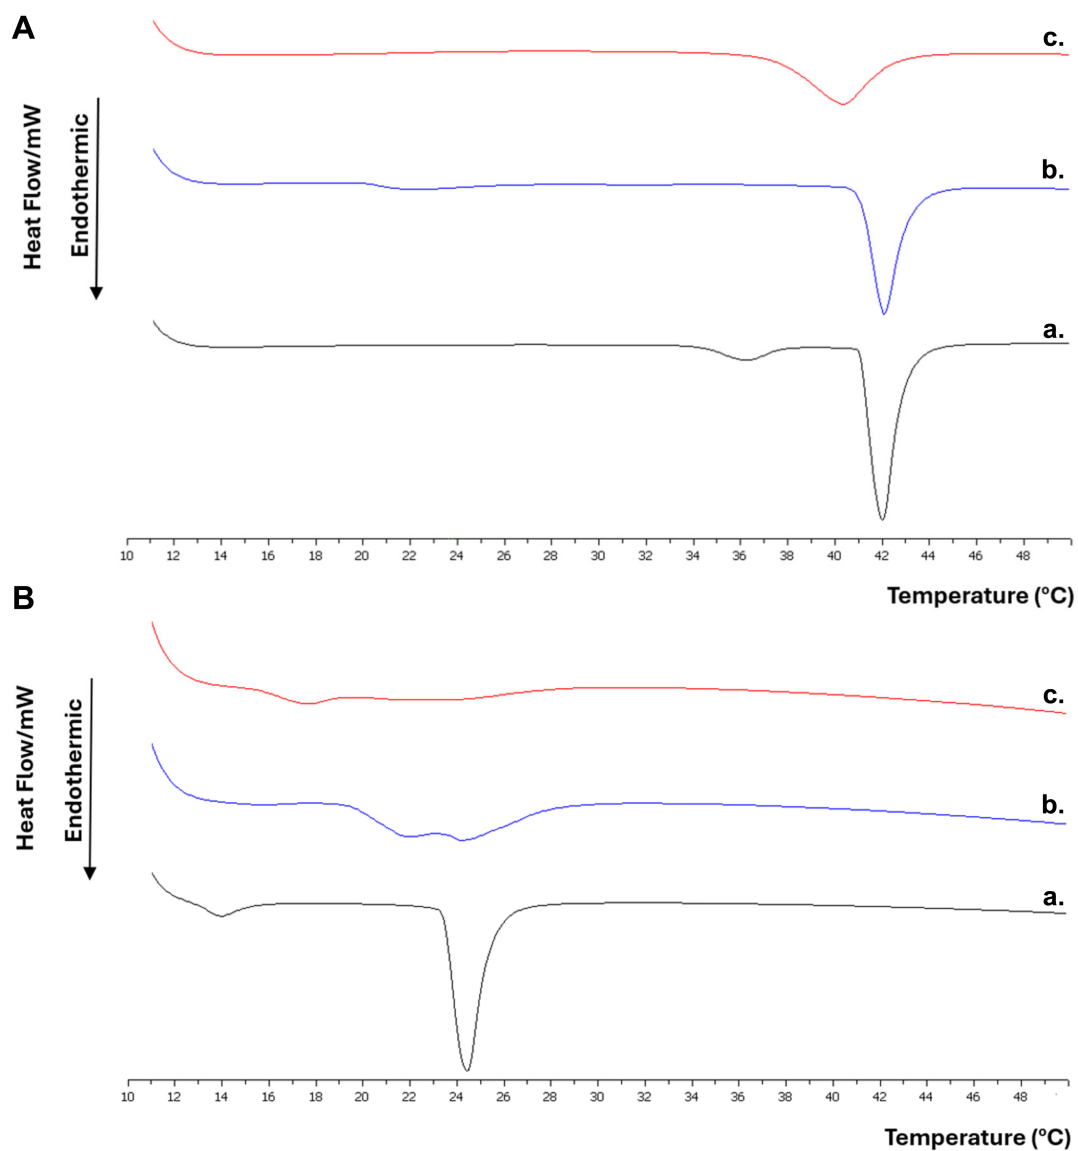 A
c.
Heat Flow/mW
Endothermic
b.
a.
10 12 14 16 18 20 22 24 26 28 30 32 34 36 38 40 42 44 46 48
Temperature (ºC)
B
c.
Heat Flow/mW
Endothermic
b.
a.
10 12 14 16 18 20 22 24 26 28 30 32 34 36 38 40 42 44 46 48
Temperature (ºC)